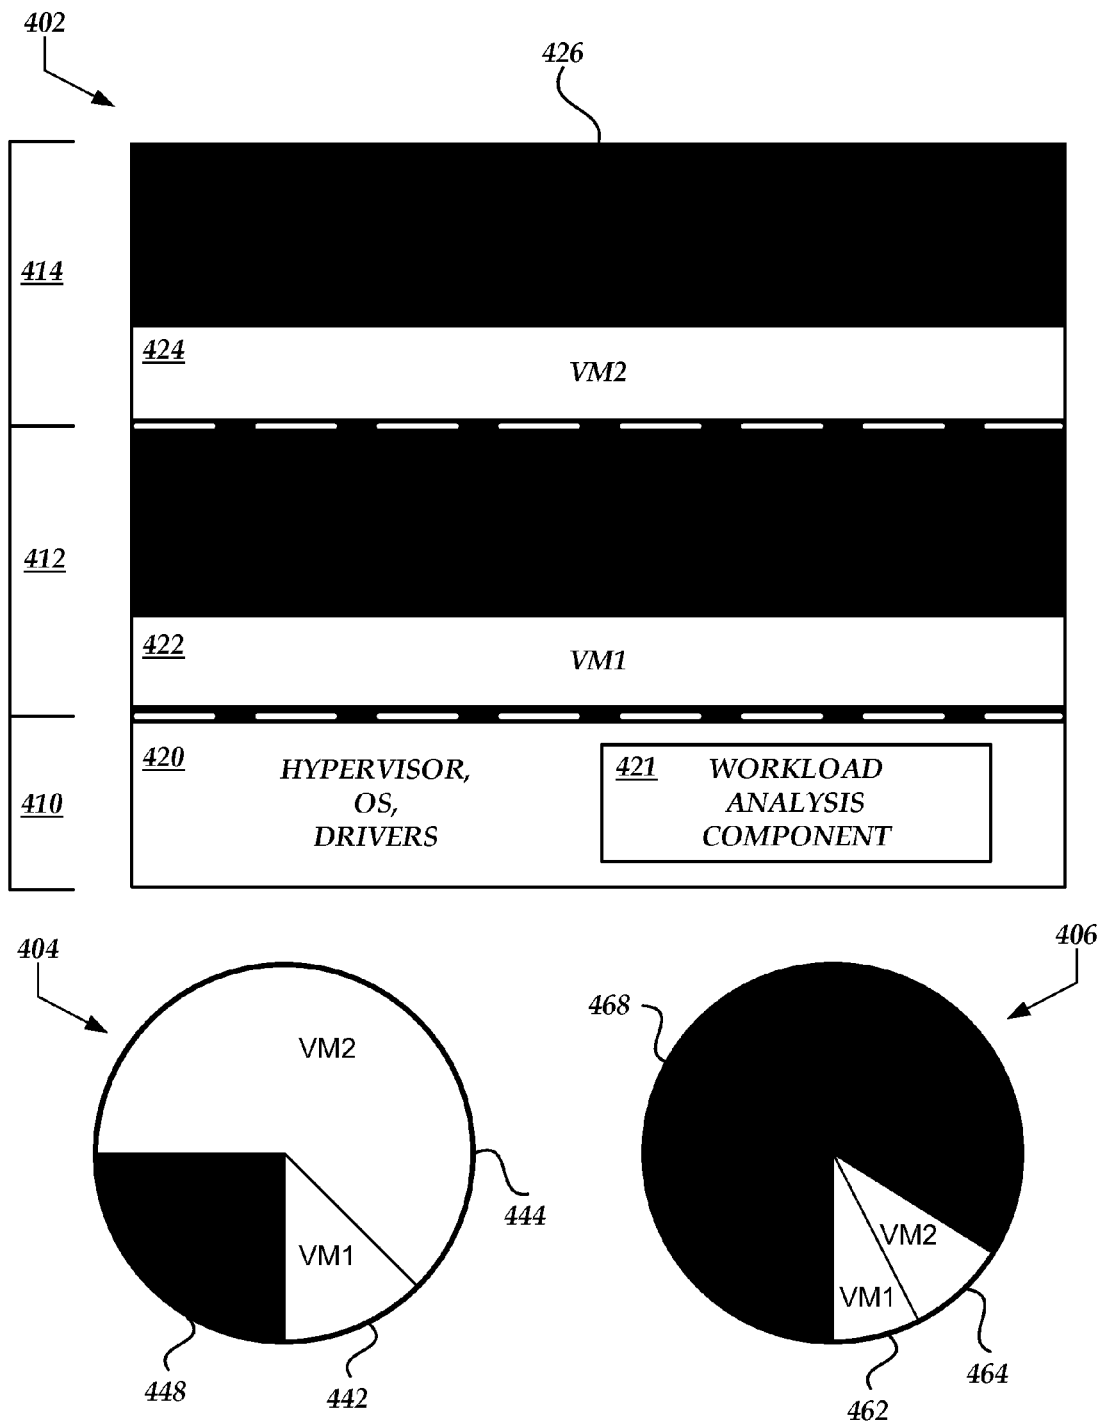 402
426
414
424
VM2
412
422
VM1
410
420
HYPERVISOR,
OS,
DRIVERS
421
WORKLOAD
ANALYSIS
COMPONENT
404
406
468
VM2
444
VM1
VM2
VM1
448
442
464
462